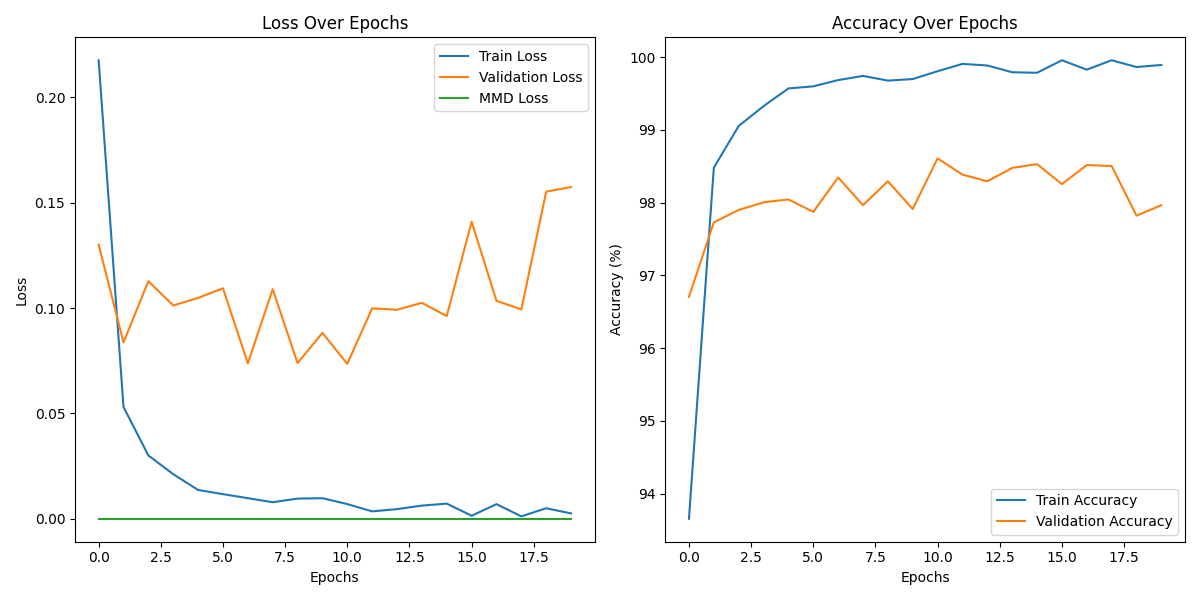 Loss Over Epochs
Train Loss
Validation Loss
MMD Loss
0.20
0.15
0.10
0.05
0.00
Loss
0.0 2.5 5.0 7.5 10.0 12.5 15.0 17.5
Epochs
Accuracy Over Epochs
100
99
98
97
96
95
94
Accuracy (%)
Train Accuracy
Validation Accuracy
0.0 2.5 5.0 7.5 10.0 12.5 15.0 17.5
Epochs